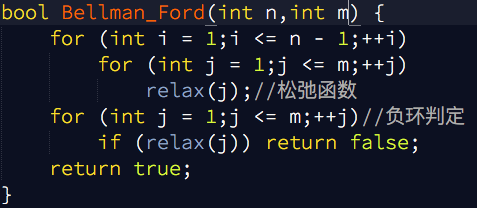 bool Bellman_Ford(int n,int m) {
    for (int i = 1;i <= n - 1;++i)
        for (int j = 1;j <= m;++j)
            relax(j);//松弛函数
    for (int j = 1;j <= m;++j)//负环判定
        if (relax(j)) return false;
    return true;
}